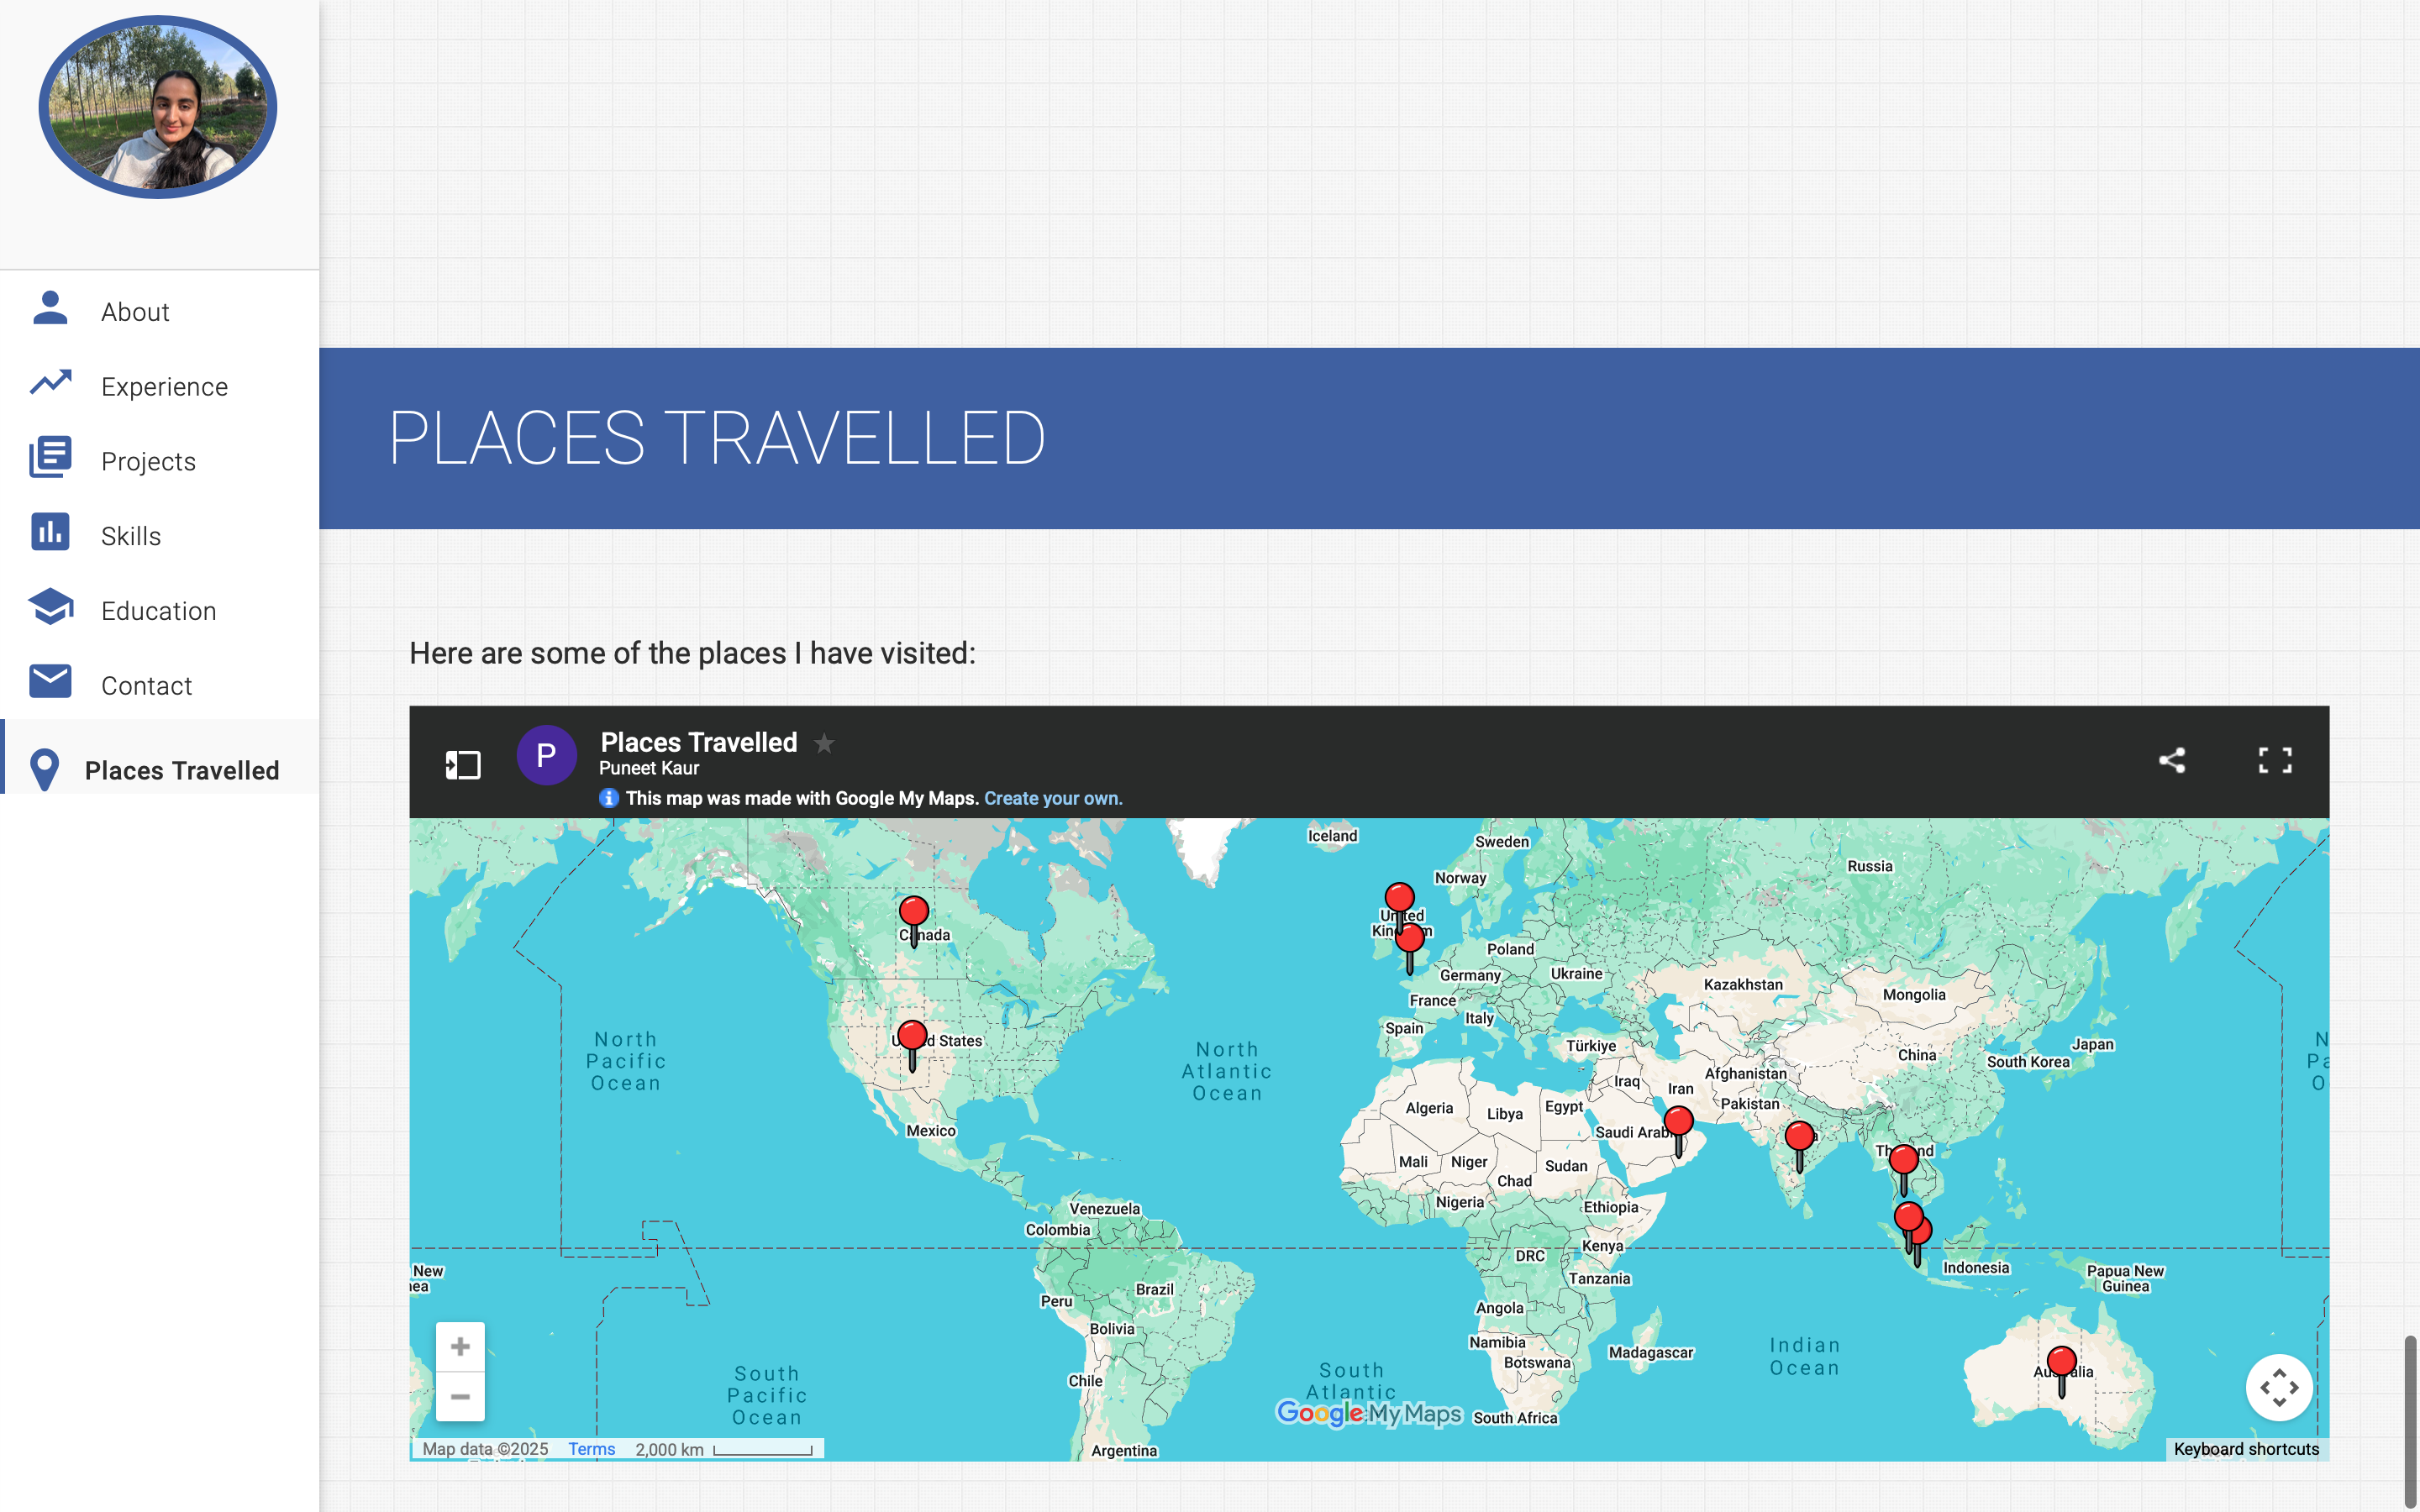 About
Experience
Projects
Skills
Education
Contact
Places Travelled
PLACES TRAVELLED
Here are some of the places I have visited:
P
Places Travelled
Puneet Kaur
This map was made with Google My Maps. Create your own.
Iceland
Sweden
Russia
Norway
United
Canada
Poland
Germany
Ukraine
Kazakhstan
Mongolia
France
Italy
Spain
North
Pacific
Ocean
North
Atlantic
Ocean
Türkiye
China
South Korea
Japan
States
Iraq
Iran
Afghanistan
Pakistan
Algeria
Libya
Egypt
Mexico
Saudi Arab
Mali
Niger
Sudan
Chad
Nigeria
Ethiopia
Venezuela
Colombia
DRC
Kenya
Tanzania
Indonesia
Papua New
Guinea
New
Peru
Brazil
Angola
Bolivia
Namibia
Botswana
Madagascar
Indian
Ocean
Chile
South
Pacific
Ocean
South
Atlantic
Google My Maps
South Africa
Argentina
Map data ©2025 Terms 2,000 km
Keyboard shortcuts